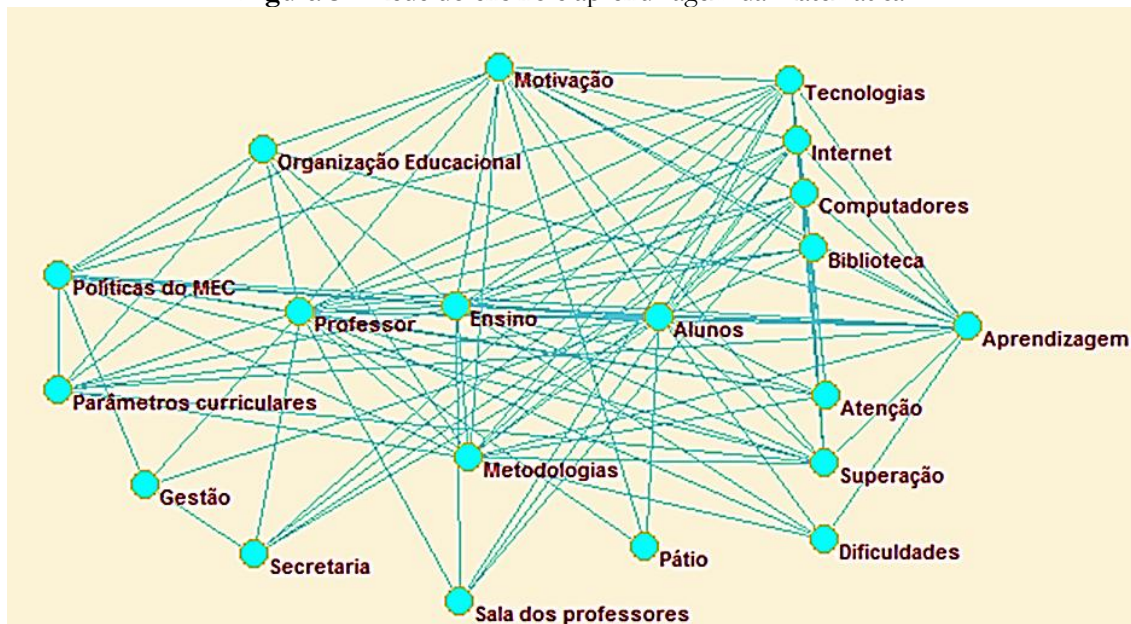 Motivação
Tecnologias
Internet
Organização Educacional
Computadores
Biblioteca
Políticas do MEC
Professor
Ensino
Alunos
Aprendizagem
Parâmetros curriculares
Atenção
Metodologias
Superação
Gestão
Secretaria
Pátio
Dificuldades
Sala dos professores